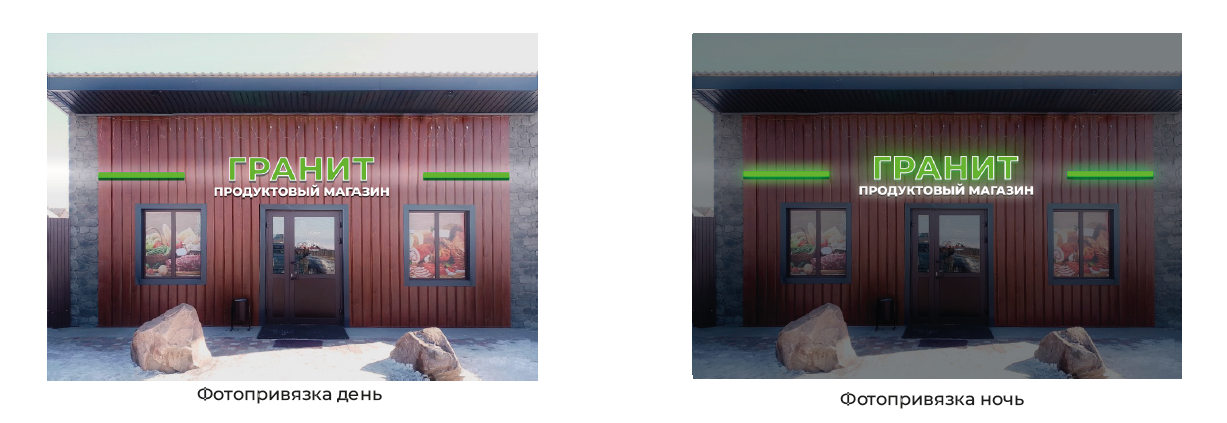 ГРАНИТ
ПРОДУКТОВЫЙ МАГАЗИН
Фотопривязка день
ГРАНИТ
ПРОДУКТОВЫЙ МАГАЗИН
Фотопривязка ночь